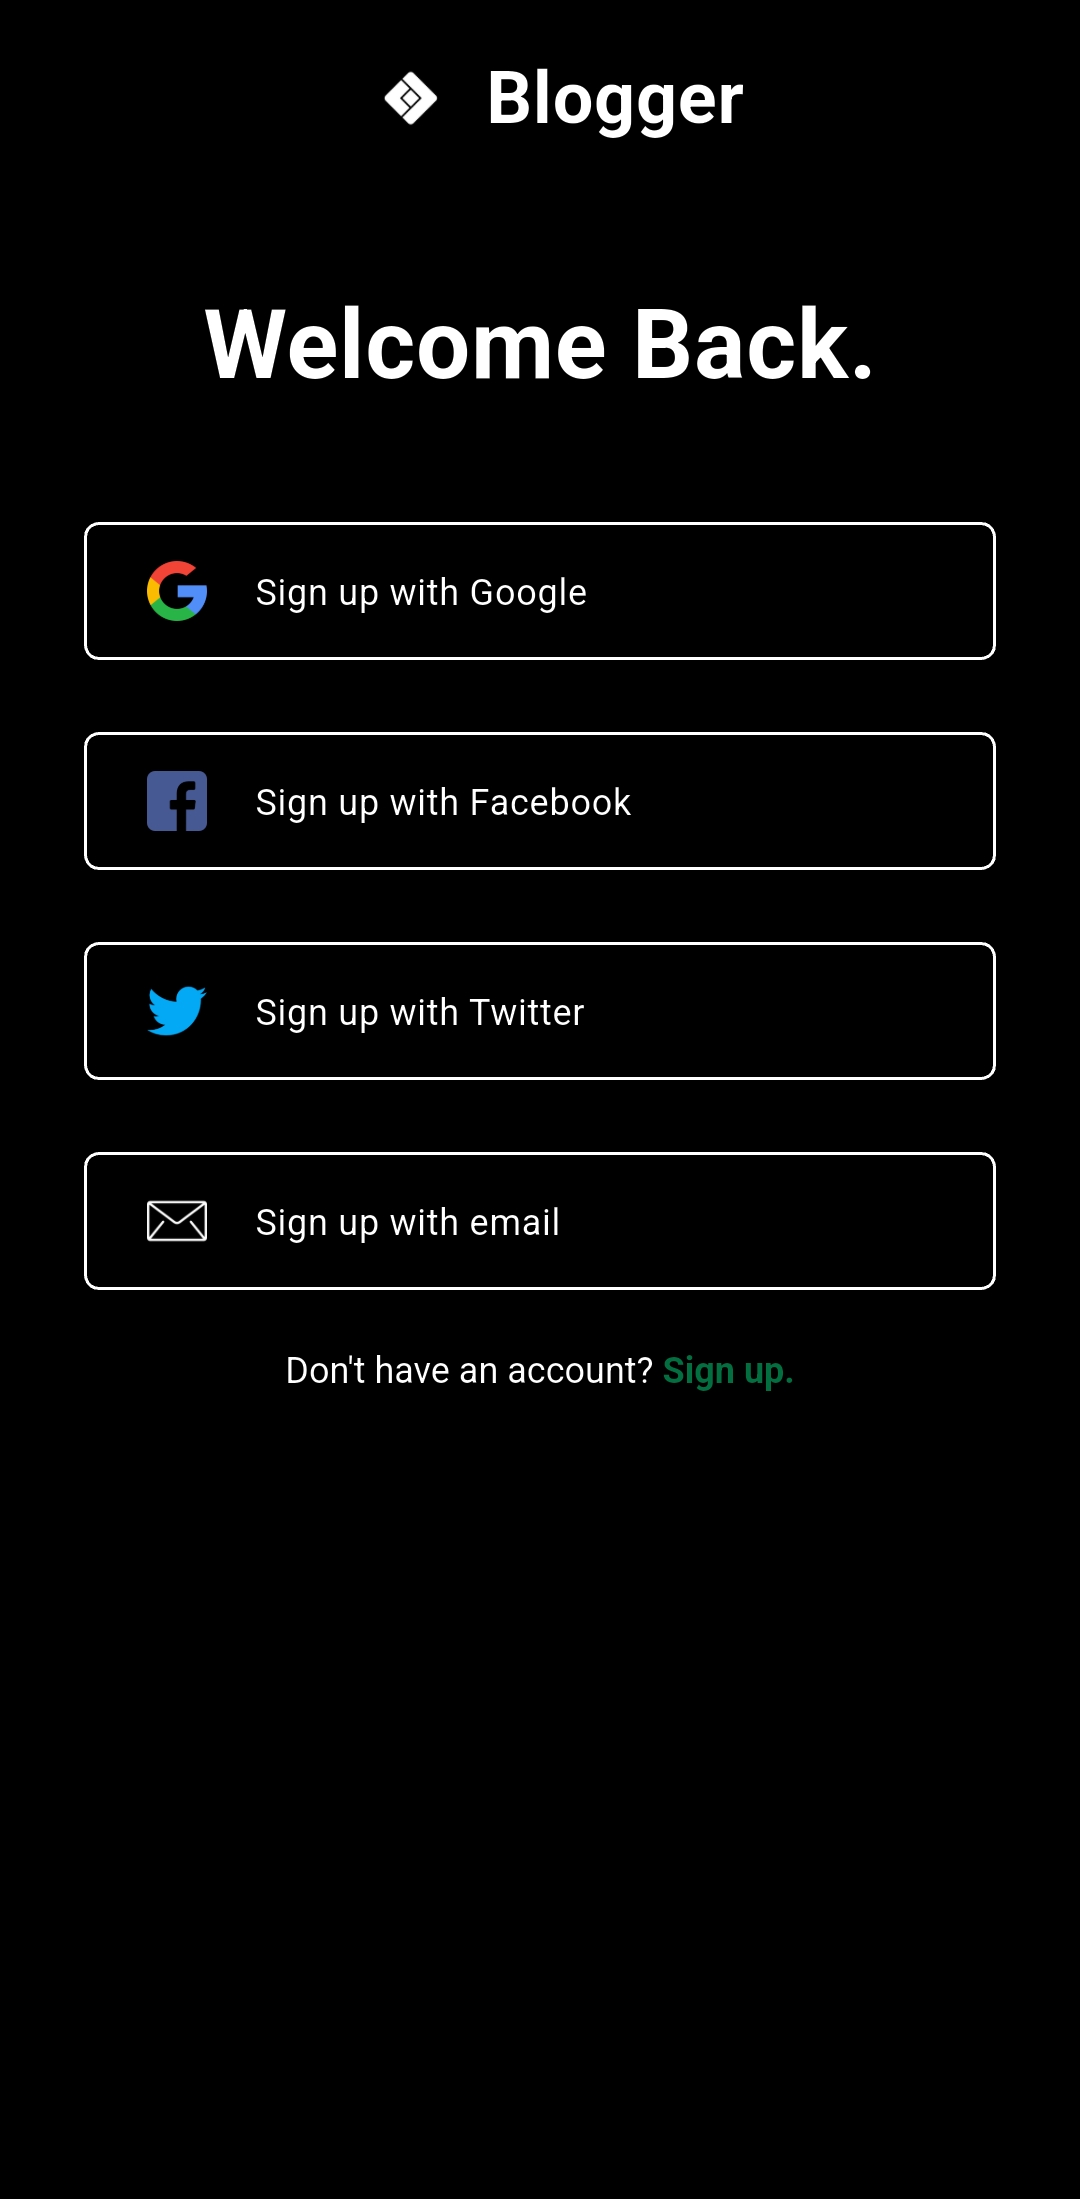 Blogger
Welcome Back.
Sign up with Google
Sign up with Facebook
Sign up with Twitter
Sign up with email
Don't have an account? Sign up.